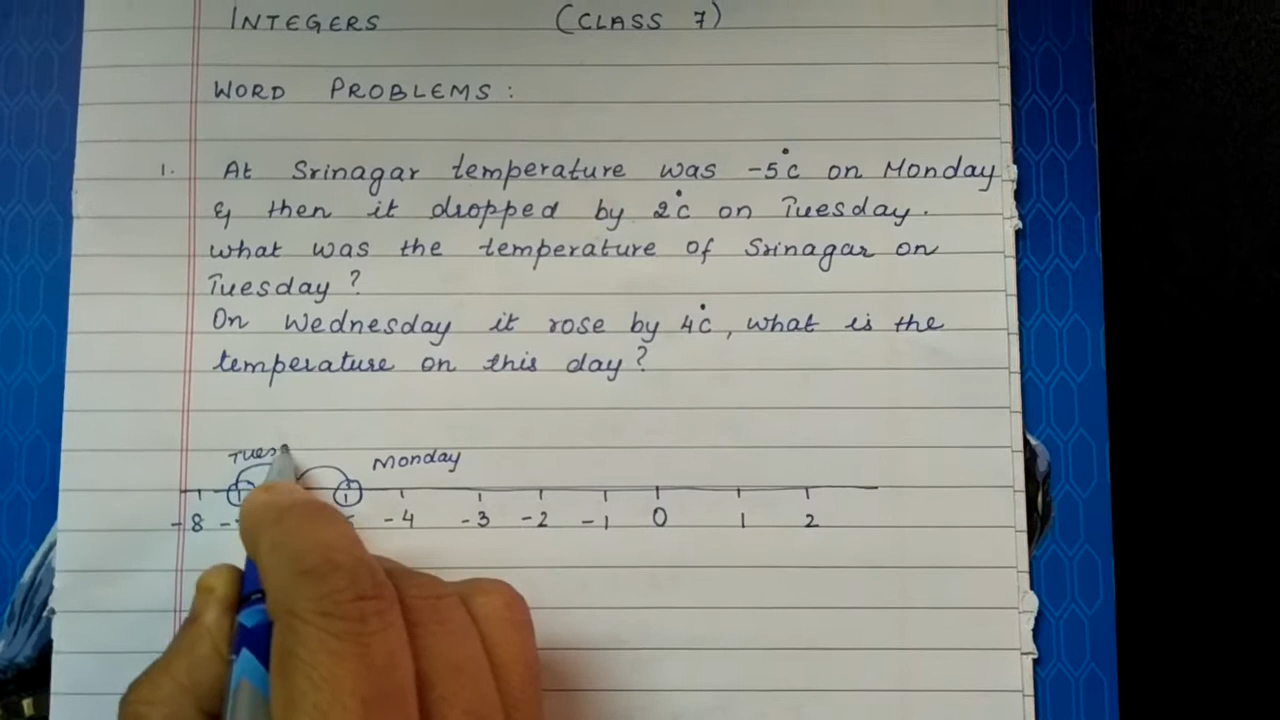 INTEGERS (CLASS 7)
WORD PROBLEMS :
1. At Srinagar temperature was -5°c on Monday
& then it dropped by 2°c on Tuesday.
what was the temperature of Srinagar on
Tuesday ?
On Wednesday it rose by 4°c, what is the
temperature on this day ?
Tues Monday
-8 -4 -3 -2 -1 0 1 2